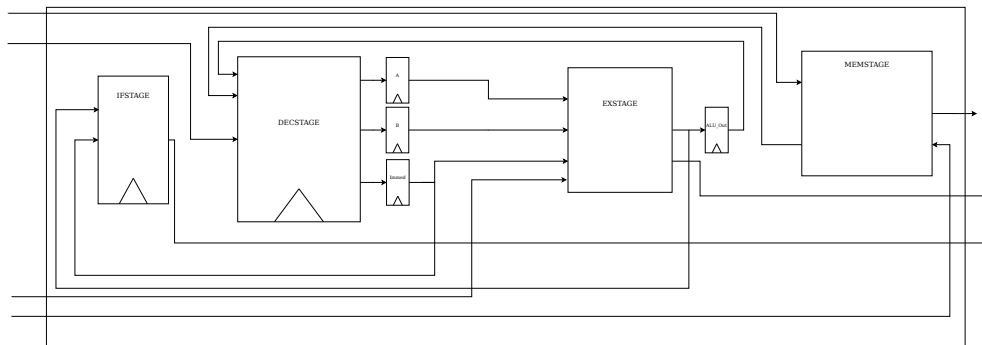 MEMSTAGE
A
IFSTAGE
EXSTAGE
DECSTAGE
B
ALU_Out
Immed